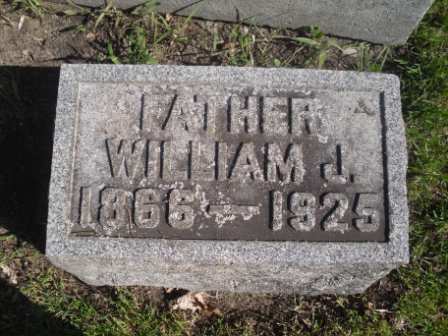 FATHER
WILLIAM J.
1866 — 1925